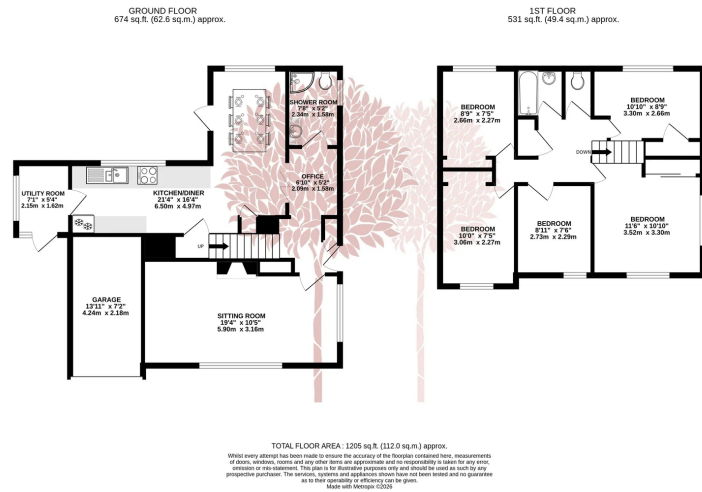 GROUND FLOOR
674 sq.ft. (62.6 sq.m.) approx.
1ST FLOOR
531 sq.ft. (49.4 sq.m.) approx.
SHOWER ROOM
7'8" x 5'2"
2.34m x 1.58m
OFFICE
6'10" x 5'2"
2.09m x 1.58m
UTILITY ROOM
7'1" x 5'4"
2.15m x 1.62m
KITCHEN/DINER
21'4" x 16'4"
6.50m x 4.97m
UP
GARAGE
13'11" x 7'2"
4.24m x 2.18m
SITTING ROOM
19'4" x 10'5"
5.90m x 3.16m
BEDROOM
8'9" x 7'5"
2.66m x 2.27m
BEDROOM
10'10" x 8'9"
3.30m x 2.66m
DOWN
BEDROOM
10'0" x 7'5"
3.06m x 2.27m
BEDROOM
8'11" x 7'6"
2.73m x 2.29m
BEDROOM
11'6" x 10'10"
3.52m x 3.30m
TOTAL FLOOR AREA : 1205 sq.ft. (112.0 sq.m.) approx.
Whilst every attempt has been made to ensure the accuracy of the floorplan contained here, measurements
of doors, windows, rooms and any other items are approximate and no responsibility is taken for any error,
omission or mis-statement. This plan is for illustrative purposes only and should be used as such by any
prospective purchaser. The services, systems and appliances shown have not been tested and no guarantee
as to their operability or efficiency can be given.
Made with Metropix ©2026